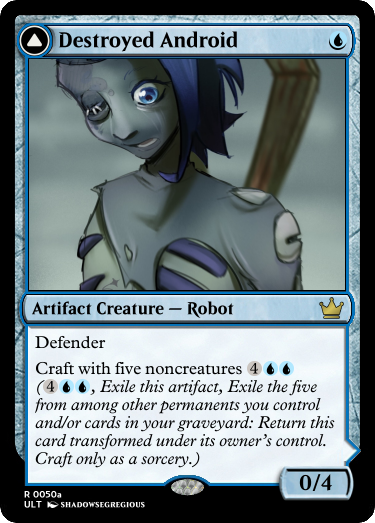 Destroyed Android
Artifact Creature — Robot
Defender
Craft with five noncreatures 4
(4, Exile this artifact, Exile the five
from among other permanents you control
and/or cards in your graveyard: Return this
card transformed under its owner's control.
Craft only as a sorcery.)
0/4
R 0050a
ULT SHADOWSEGREGIOUS